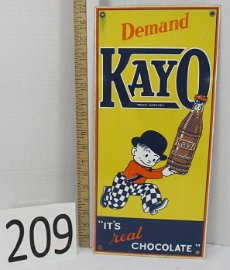 Demand
KAYO
"IT'S
real
CHOCOLATE"
209